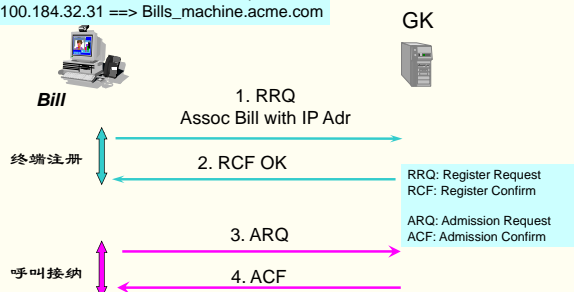 100.184.32.31 ==> Bills_machine.acme.com
GK
Bill
1. RRQ
Assoc Bill with IP Adr
终端注册
2. RCF OK
RRQ: Register Request
RCF: Register Confirm
ARQ: Admission Request
ACF: Admission Confirm
3. ARQ
呼叫接纳
4. ACF